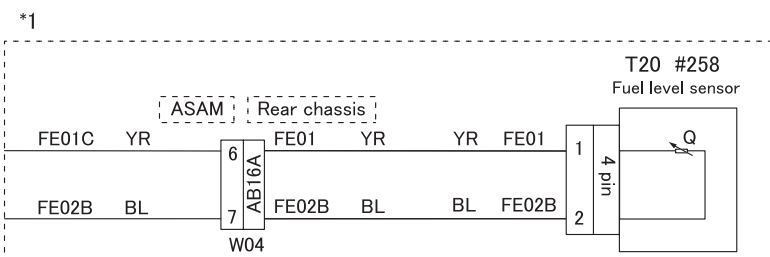 *1
T20 #258
Fuel level sensor
ASAM Rear chassis
FE01C YR 6 FE01 YR YR FE01 1 Q
AB16A
4 pin
FE02B BL 7 FE02B BL BL FE02B 2
W04